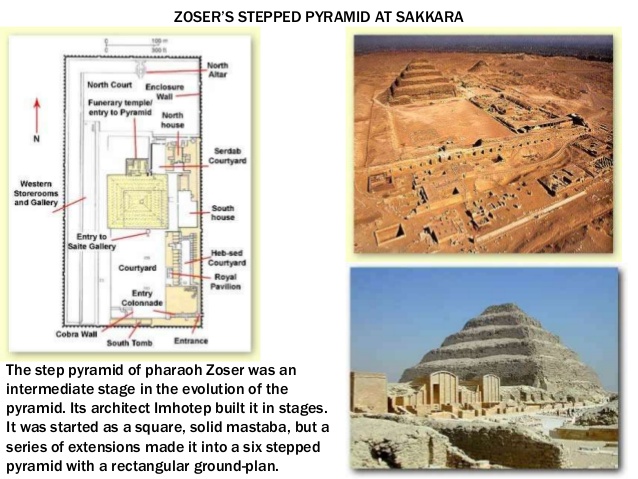 ZOSER'S STEPPED PYRAMID AT SAKKARA
100 m
300 ft
North
Altar
North Court
Enclosure
Wall
Funerary temple/
entry to Pyramid
North
house
N
Serdab
Courtyard
Western
Storerooms
and Gallery
South
house
Entry to
Saite Gallery
Heb-sed
Courtyard
Courtyard
Royal
Pavilion
Entry
Colonnade
Cobra Wall
South Tomb
Entrance
The step pyramid of pharaoh Zoser was an
intermediate stage in the evolution of the
pyramid. Its architect Imhotep built it in stages.
It was started as a square, solid mastaba, but a
series of extensions made it into a six stepped
pyramid with a rectangular ground-plan.